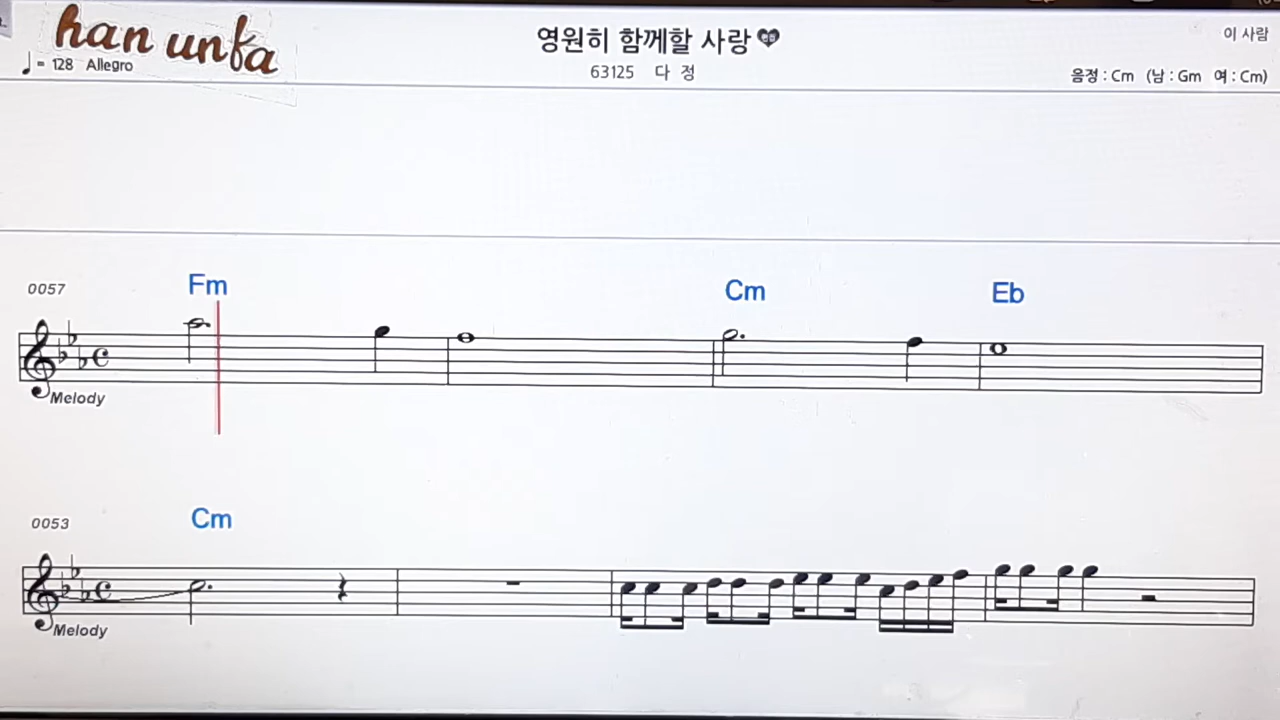 han unfa
♩= 128 Allegro
영원히 함께할 사랑
63125 다 정
이 사람
음정 : Cm (남 : Gm 여 : Cm)
0057
Fm Cm Eb
Melody
0053
Cm
Melody